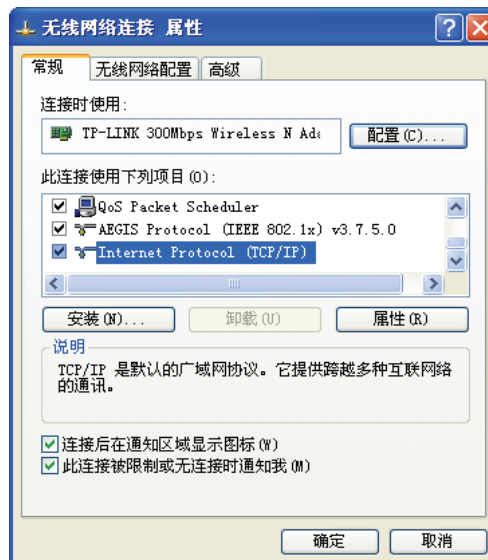 无线网络连接 属性
常规 无线网络配置 高级
连接时使用:
TP-LINK 300Mbps Wireless N Ada 配置(C)...
此连接使用下列项目(O):
QoS Packet Scheduler
AEGIS Protocol (IEEE 802.1x) v3.7.5.0
Internet Protocol (TCP/IP)
安装(N)... 卸载(U) 属性(R)
说明
TCP/IP 是默认的广域网协议。它提供跨越多种互联网络
的通讯。
连接后在通知区域显示图标(W)
此连接被限制或无连接时通知我(M)
确定 取消